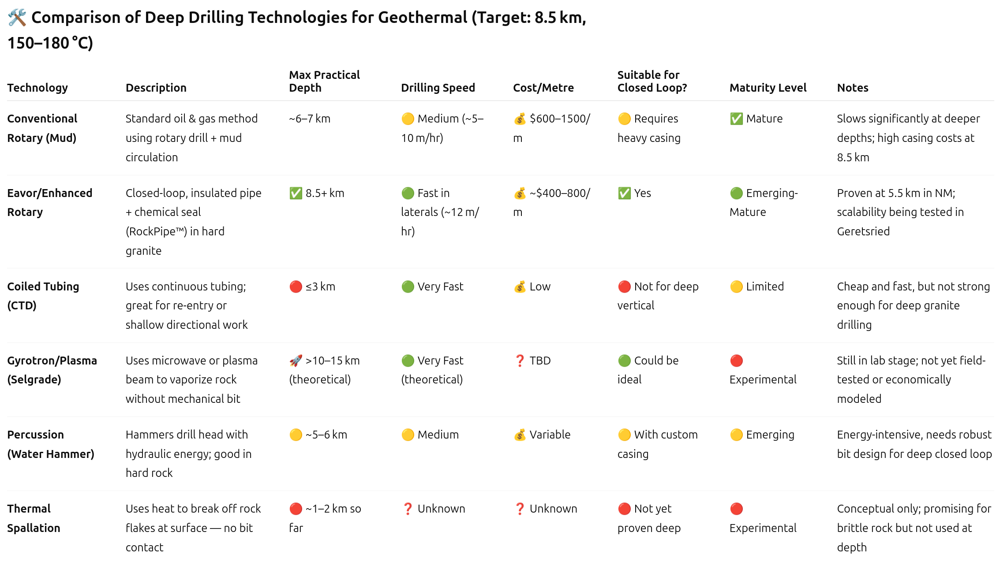 🛠️ Comparison of Deep Drilling Technologies for Geothermal (Target: 8.5 km,
150–180 °C)
Technology
Description
Max Practical
Depth
Drilling Speed
Cost/Metre
Suitable for
Closed Loop?
Maturity Level
Notes
Conventional
Rotary (Mud)
Standard oil & gas method
using rotary drill + mud
circulation
~6–7 km
🟡 Medium (~5–
10 m/hr)
💰 $600–1500/
m
🟡 Requires
heavy casing
✅ Mature
Slows significantly at deeper
depths; high casing costs at
8.5 km
Eavor/Enhanced
Rotary
Closed-loop, insulated pipe
+ chemical seal
(RockPipe™) in hard
granite
✅ 8.5+ km
🟢 Fast in
laterals (~12 m/
hr)
💰 ~$400–800/
m
✅ Yes
🟢 Emerging-
Mature
Proven at 5.5 km in NM;
scalability being tested in
Geretsried
Coiled Tubing
(CTD)
Uses continuous tubing;
great for re-entry or
shallow directional work
🔴 ≤3 km
🟢 Very Fast
💰 Low
🔴 Not for deep
vertical
🟡 Limited
Cheap and fast, but not strong
enough for deep granite
drilling
Gyrotron/Plasma
(Selgrade)
Uses microwave or plasma
beam to vaporize rock
without mechanical bit
🚀 >10–15 km
(theoretical)
🟢 Very Fast
(theoretical)
❓ TBD
🟢 Could be
ideal
🔴
Experimental
Still in lab stage; not yet field-
tested or economically
modeled
Percussion
(Water Hammer)
Hammers drill head with
hydraulic energy; good in
hard rock
🟡 ~5–6 km
🟡 Medium
💰 Variable
🟡 With custom
casing
🟡 Emerging
Energy-intensive, needs robust
bit design for deep closed loop
Thermal
Spallation
Uses heat to break off rock
flakes at surface — no bit
contact
🔴 ~1–2 km so
far
❓ Unknown
❓ Unknown
🔴 Not yet
proven deep
🔴
Experimental
Conceptual only; promising for
brittle rock but not used at
depth